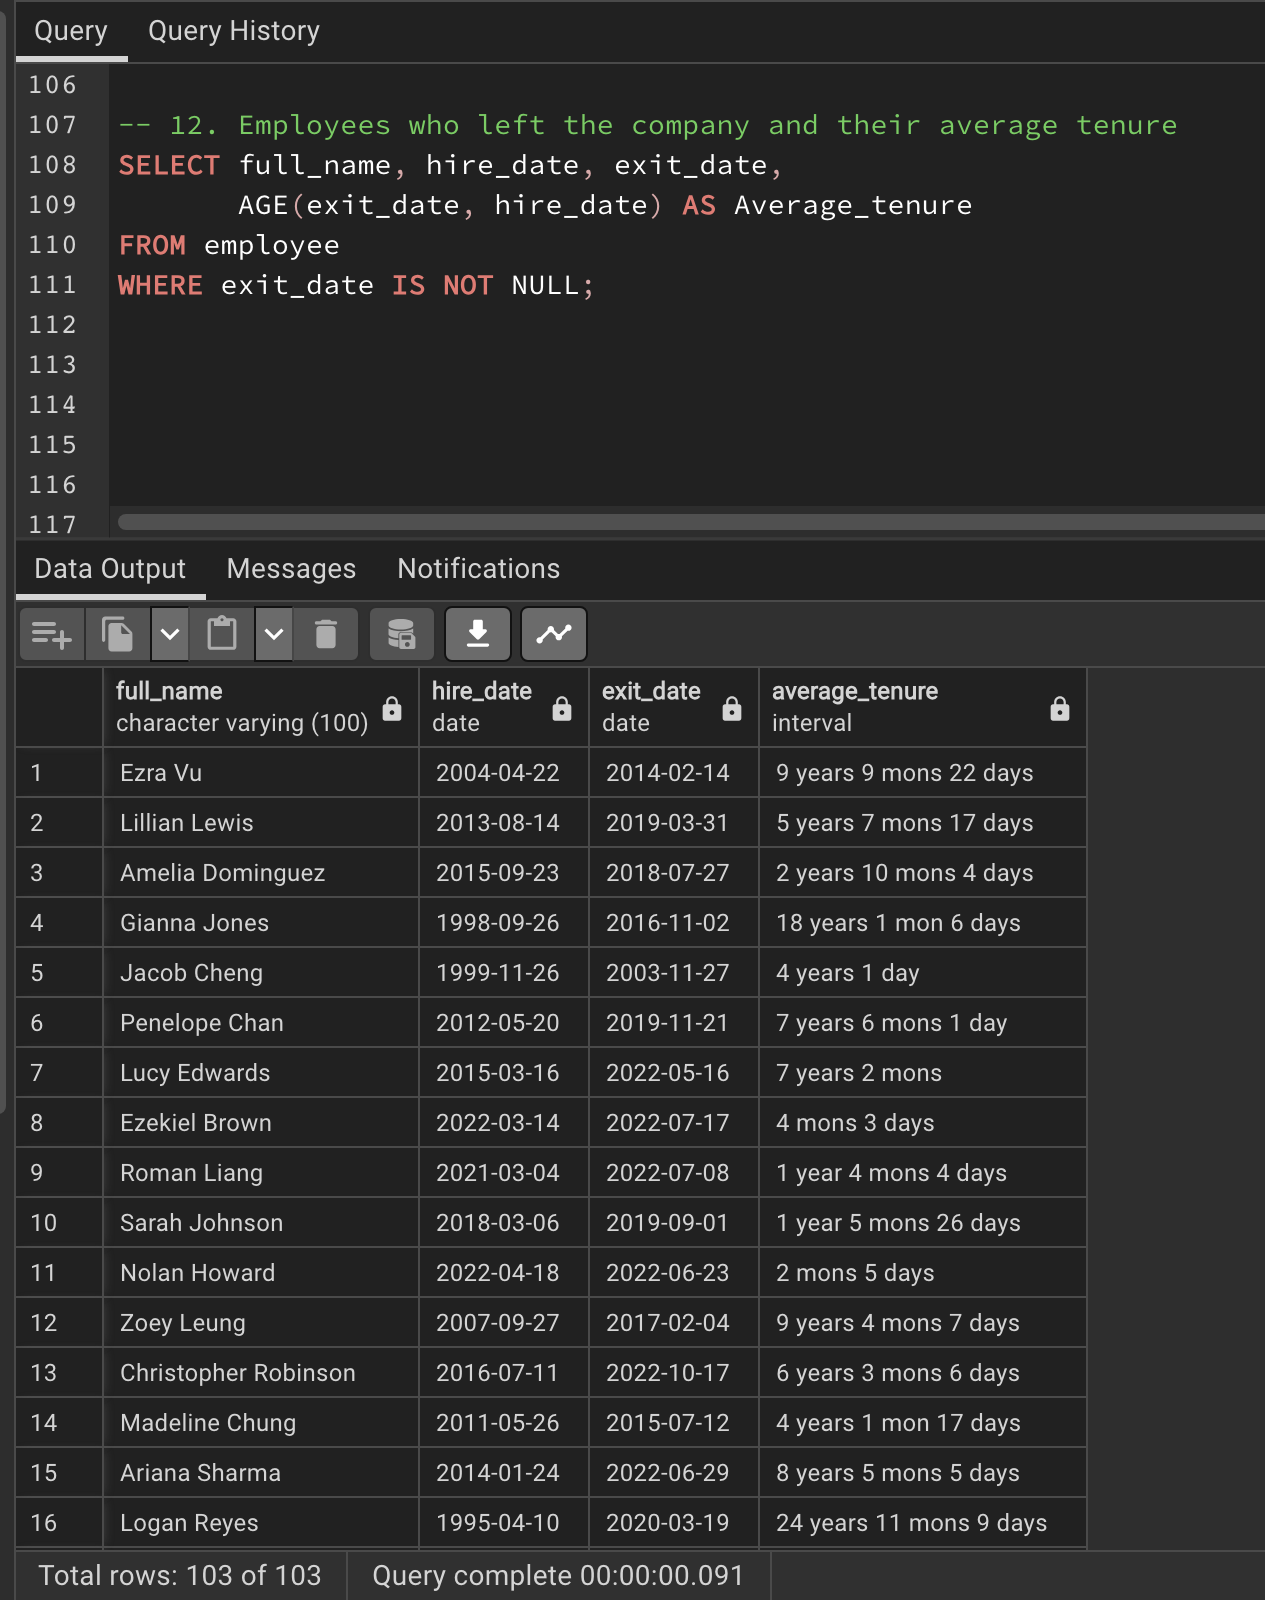 Query Query History
106
107 -- 12. Employees who left the company and their average tenure
108 SELECT full_name, hire_date, exit_date,
109 AGE(exit_date, hire_date) AS Average_tenure
110 FROM employee
111 WHERE exit_date IS NOT NULL;
112
113
114
115
116
117
Data Output Messages Notifications
full_name hire_date exit_date average_tenure
character varying (100) date date interval
1 Ezra Vu 2004-04-22 2014-02-14 9 years 9 mons 22 days
2 Lillian Lewis 2013-08-14 2019-03-31 5 years 7 mons 17 days
3 Amelia Dominguez 2015-09-23 2018-07-27 2 years 10 mons 4 days
4 Gianna Jones 1998-09-26 2016-11-02 18 years 1 mon 6 days
5 Jacob Cheng 1999-11-26 2003-11-27 4 years 1 day
6 Penelope Chan 2012-05-20 2019-11-21 7 years 6 mons 1 day
7 Lucy Edwards 2015-03-16 2022-05-16 7 years 2 mons
8 Ezekiel Brown 2022-03-14 2022-07-17 4 mons 3 days
9 Roman Liang 2021-03-04 2022-07-08 1 year 4 mons 4 days
10 Sarah Johnson 2018-03-06 2019-09-01 1 year 5 mons 26 days
11 Nolan Howard 2022-04-18 2022-06-23 2 mons 5 days
12 Zoey Leung 2007-09-27 2017-02-04 9 years 4 mons 7 days
13 Christopher Robinson 2016-07-11 2022-10-17 6 years 3 mons 6 days
14 Madeline Chung 2011-05-26 2015-07-12 4 years 1 mon 17 days
15 Ariana Sharma 2014-01-24 2022-06-29 8 years 5 mons 5 days
16 Logan Reyes 1995-04-10 2020-03-19 24 years 11 mons 9 days
Total rows: 103 of 103 Query complete 00:00:00.091